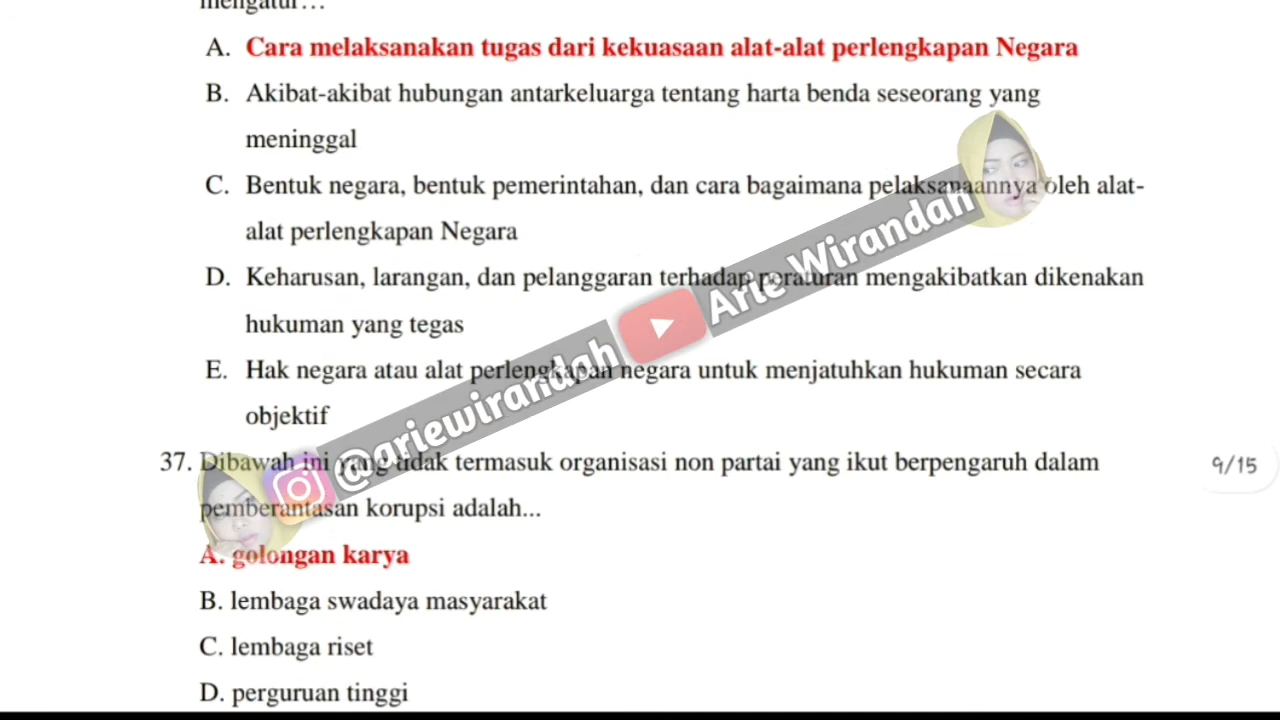 mengatur…
A. Cara melaksanakan tugas dari kekuasaan alat-alat perlengkapan Negara
B. Akibat-akibat hubungan antarkeluarga tentang harta benda seseorang yang
meninggal
C. Bentuk negara, bentuk pemerintahan, dan cara bagaimana pelaksanaannya oleh alat-
alat perlengkapan Negara
D. Keharusan, larangan, dan pelanggaran terhadap peraturan mengakibatkan dikenakan
hukuman yang tegas
E. Hak negara atau alat perlengkapan negara untuk menjatuhkan hukuman secara
objektif
37. Dibawah ini yang tidak termasuk organisasi non partai yang ikut berpengaruh dalam
pemberantasan korupsi adalah...
A. golongan karya
B. lembaga swadaya masyarakat
C. lembaga riset
D. perguruan tinggi
9/15
@ariewirandah
Arie Wirandah